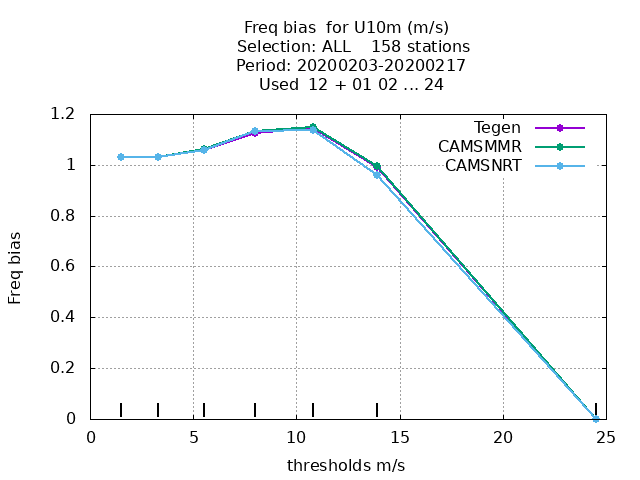 Freq bias  for U10m (m/s)
Selection: ALL    158 stations
Period: 20200203-20200217
Used  12 + 01 02 ... 24
Tegen
CAMSMMR
CAMSNRT
1.2
1
0.8
0.6
0.4
0.2
0
Freq bias
0 5 10 15 20 25
thresholds m/s